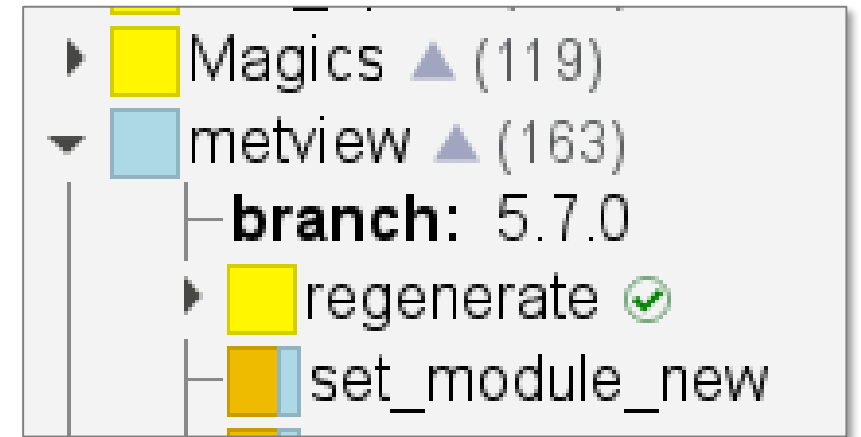 Magics (119)
metview (163)
branch: 5.7.0
regenerate
set_module_new